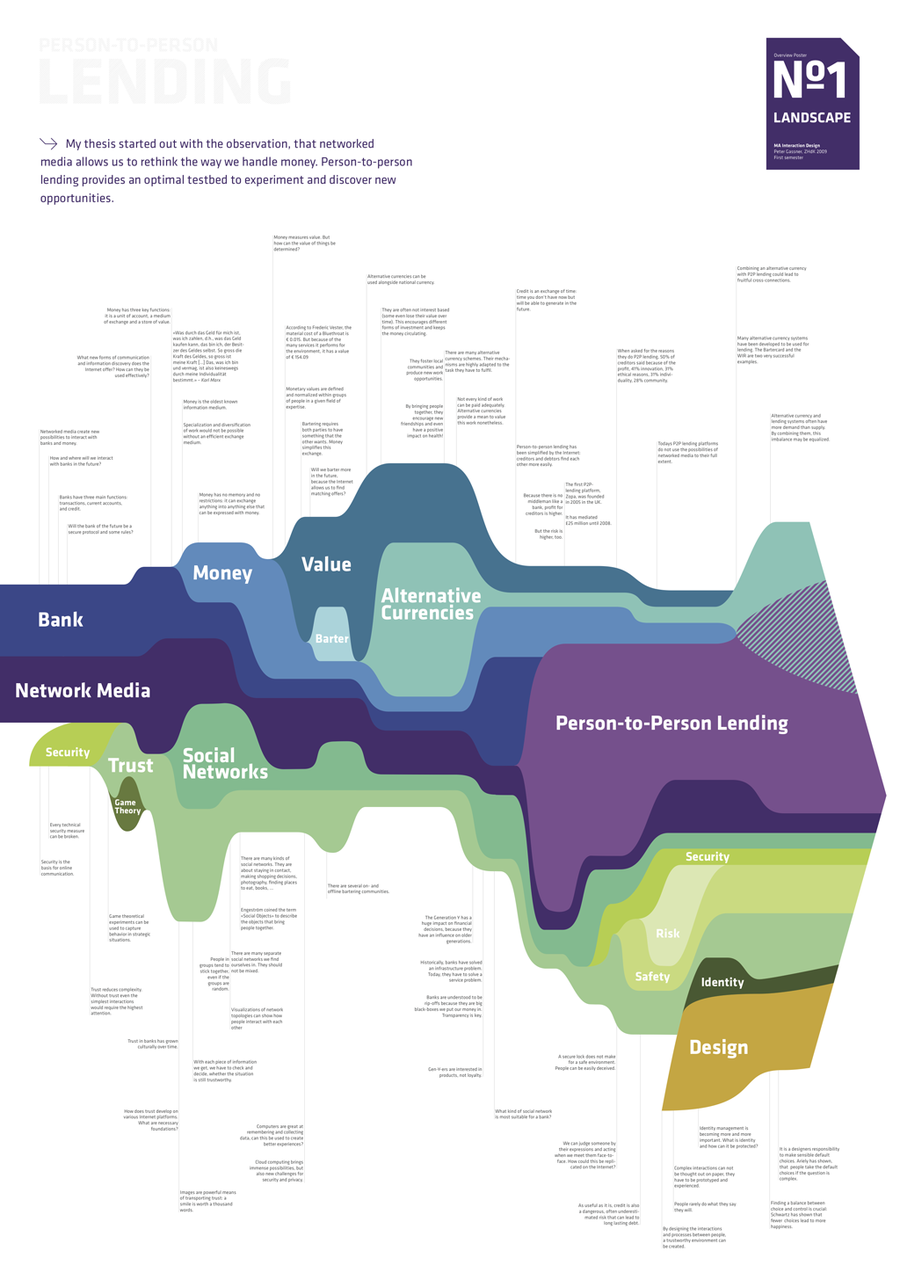 PERSON-TO-PERSON
LENDING
My thesis started out with the observation, that networked
media allows us to rethink the way we handle money. Person-to-person
lending provides an optimal testbed to experiment and discover new
opportunities.
Overview Poster
Nº1
LANDSCAPE
MA Interaction Design
Peter Gassner, ZHdK 2009
First semester
Money measures value. But
how can the value of things be
determined?
Alternative currencies can be
used alongside national currency.
Combining an alternative currency
with P2P lending could lead to
fruitful cross-connections.
Credit is an exchange of time:
time you don't have now but
will be able to generate in the
future.
Money has three key functions:
it is a unit of account, a medium
of exchange and a store of value.
They are often not interest based
(some even lose their value over
time). This encourages different
forms of investment and keeps
the money circulating.
According to Frederic Vester, the
material cost of a Bluethroat is
€ 0.015. But because of the
many services it performs for
the environment, it has a value
of € 154.09
«Was durch das Geld für mich ist,
was ich zahlen, d.h., was das Geld
kaufen kann, das bin ich, der Besit-
zer des Geldes selbst. So gross die
Kraft des Geldes, so gross ist
meine Kraft [...] Das, was ich bin
und vermag, ist also keineswegs
durch meine Individualität
bestimmt.» – Karl Marx
What new forms of communication
and information discovery does the
Internet offer? How can they be
used effectively?
Many alternative currency systems
have been developed to be used for
lending. The Bartercard and the
WIR are two very successful
examples.
When asked for the reasons
they do P2P lending, 50% of
creditors said because of the
profit, 41% innovation, 31%
ethical reasons, 31% indivi-
duality, 28% community.
There are many alternative
currency schemes. Their mecha-
nisms are highly adapted to the
task they have to fulfil.
They foster local
communities and
produce new work
opportunities.
Monetary values are defined
and normalized within groups
of people in a given field of
expertise.
Money is the oldest known
information medium.
Not every kind of work
can be paid adequately.
Alternative currencies
provide a mean to value
this work nonetheless.
By bringing people
together, they
encourage new
friendships and even
have a positive
impact on health!
Alternative currency and
lending systems often have
more demand than supply.
By combining them, this
imbalance may be equalized.
Specialization and diversification
of work would not be possible
without an efficient exchange
medium.
Bartering requires
both parties to have
something that the
other wants. Money
simplifies this
exchange.
Networked media create new
possibilities to interact with
banks and money.
Person-to-person lending has
been simplified by the Internet:
creditors and debtors find each
other more easily.
Todays P2P lending platforms
do not use the possibilities of
networked media to their full
extent.
How and where will we interact
with banks in the future?
Will we barter more
in the future,
because the Internet
allows us to find
matching offers?
The first P2P-
lending platform,
Zopa, was founded
in 2005 in the UK.
It has mediated
£25 million until 2008.
Because there is no
middleman like a
bank, profit for
creditors is higher.
But the risk is
higher, too.
Banks have three main functions:
transactions, current accounts,
and credit.
Money has no memory and no
restrictions. It can exchange
anything into anything else that
can be expressed with money.
Will the bank of the future be a
secure protocol and some rules?
Value
Money
Alternative
Currencies
Bank
Barter
Network Media
Person-to-Person Lending
Security
Trust
Social
Networks
Game
Theory
Security
Risk
Safety
Identity
Design
Every technical
security measure
can be broken.
Security is the
basis for online
communication.
There are many kinds of
social networks. They are
about staying in contact,
making shopping decisions,
photography, finding places
to eat, books, ...
There are several on- and
offline bartering communities.
Engeström coined the term
«Social Objects» to describe
the objects that bring
people together.
Game theoretical
experiments can be
used to capture
behavior in strategic
situations.
The Generation Y has a
huge impact on financial
decisions, because they
have an influence on older
generations.
There are many separate
social networks we find
ourselves in. They should
not be mixed.
People in
groups tend to
stick together,
even if the
groups are
random.
Historically, banks have solved
an infrastructure problem.
Today, they have to solve a
service problem.
Trust reduces complexity.
Without trust even the
simplest interactions
would require the highest
attention.
Banks are understood to be
rip-offs because they are big
black boxes we put our money in.
Transparency is key.
Visualizations of network
topologies can show how
people interact with each
other
Trust in banks has grown
culturally over time.
With each piece of information
we get, we have to check and
decide, whether the situation
is still trustworthy.
A secure lock does not make
for a safe environment:
People can be easily deceived.
Gen Y-ers are interested in
products, not loyalty.
How does trust develop on
various Internet platforms.
What are necessary
foundations?
What kind of social network
is most suitable for a bank?
Computers are great at
remembering and collecting
data, can this be used to create
better experiences?
Identity management is
becoming more and more
important. What is identity
and how can it be protected?
We can judge someone by
their expressions and acting
when we meet them face-to-
face. How could this be repli-
cated on the Internet?
It is a designers responsibility
to make sensible default
choices. Ariely has shown,
that people take the default
choices if the question is
complex.
Cloud computing brings
immense possibilities, but
also new challenges for
security and privacy.
Complex interactions can not
be thought out on paper, they
have to be prototyped and
experienced.
Images are powerful means
of transporting trust: a
smile is worth a thousand
words.
As useful as it is, credit is also
a dangerous, often underesti-
mated risk that can lead to
long lasting debt.
People rarely do what they say
they will.
Finding a balance between
choice and control is crucial.
Schwartz has shown that
fewer choices lead to more
happiness.
By designing the interactions
and processes between people,
a trustworthy environment can
be created.